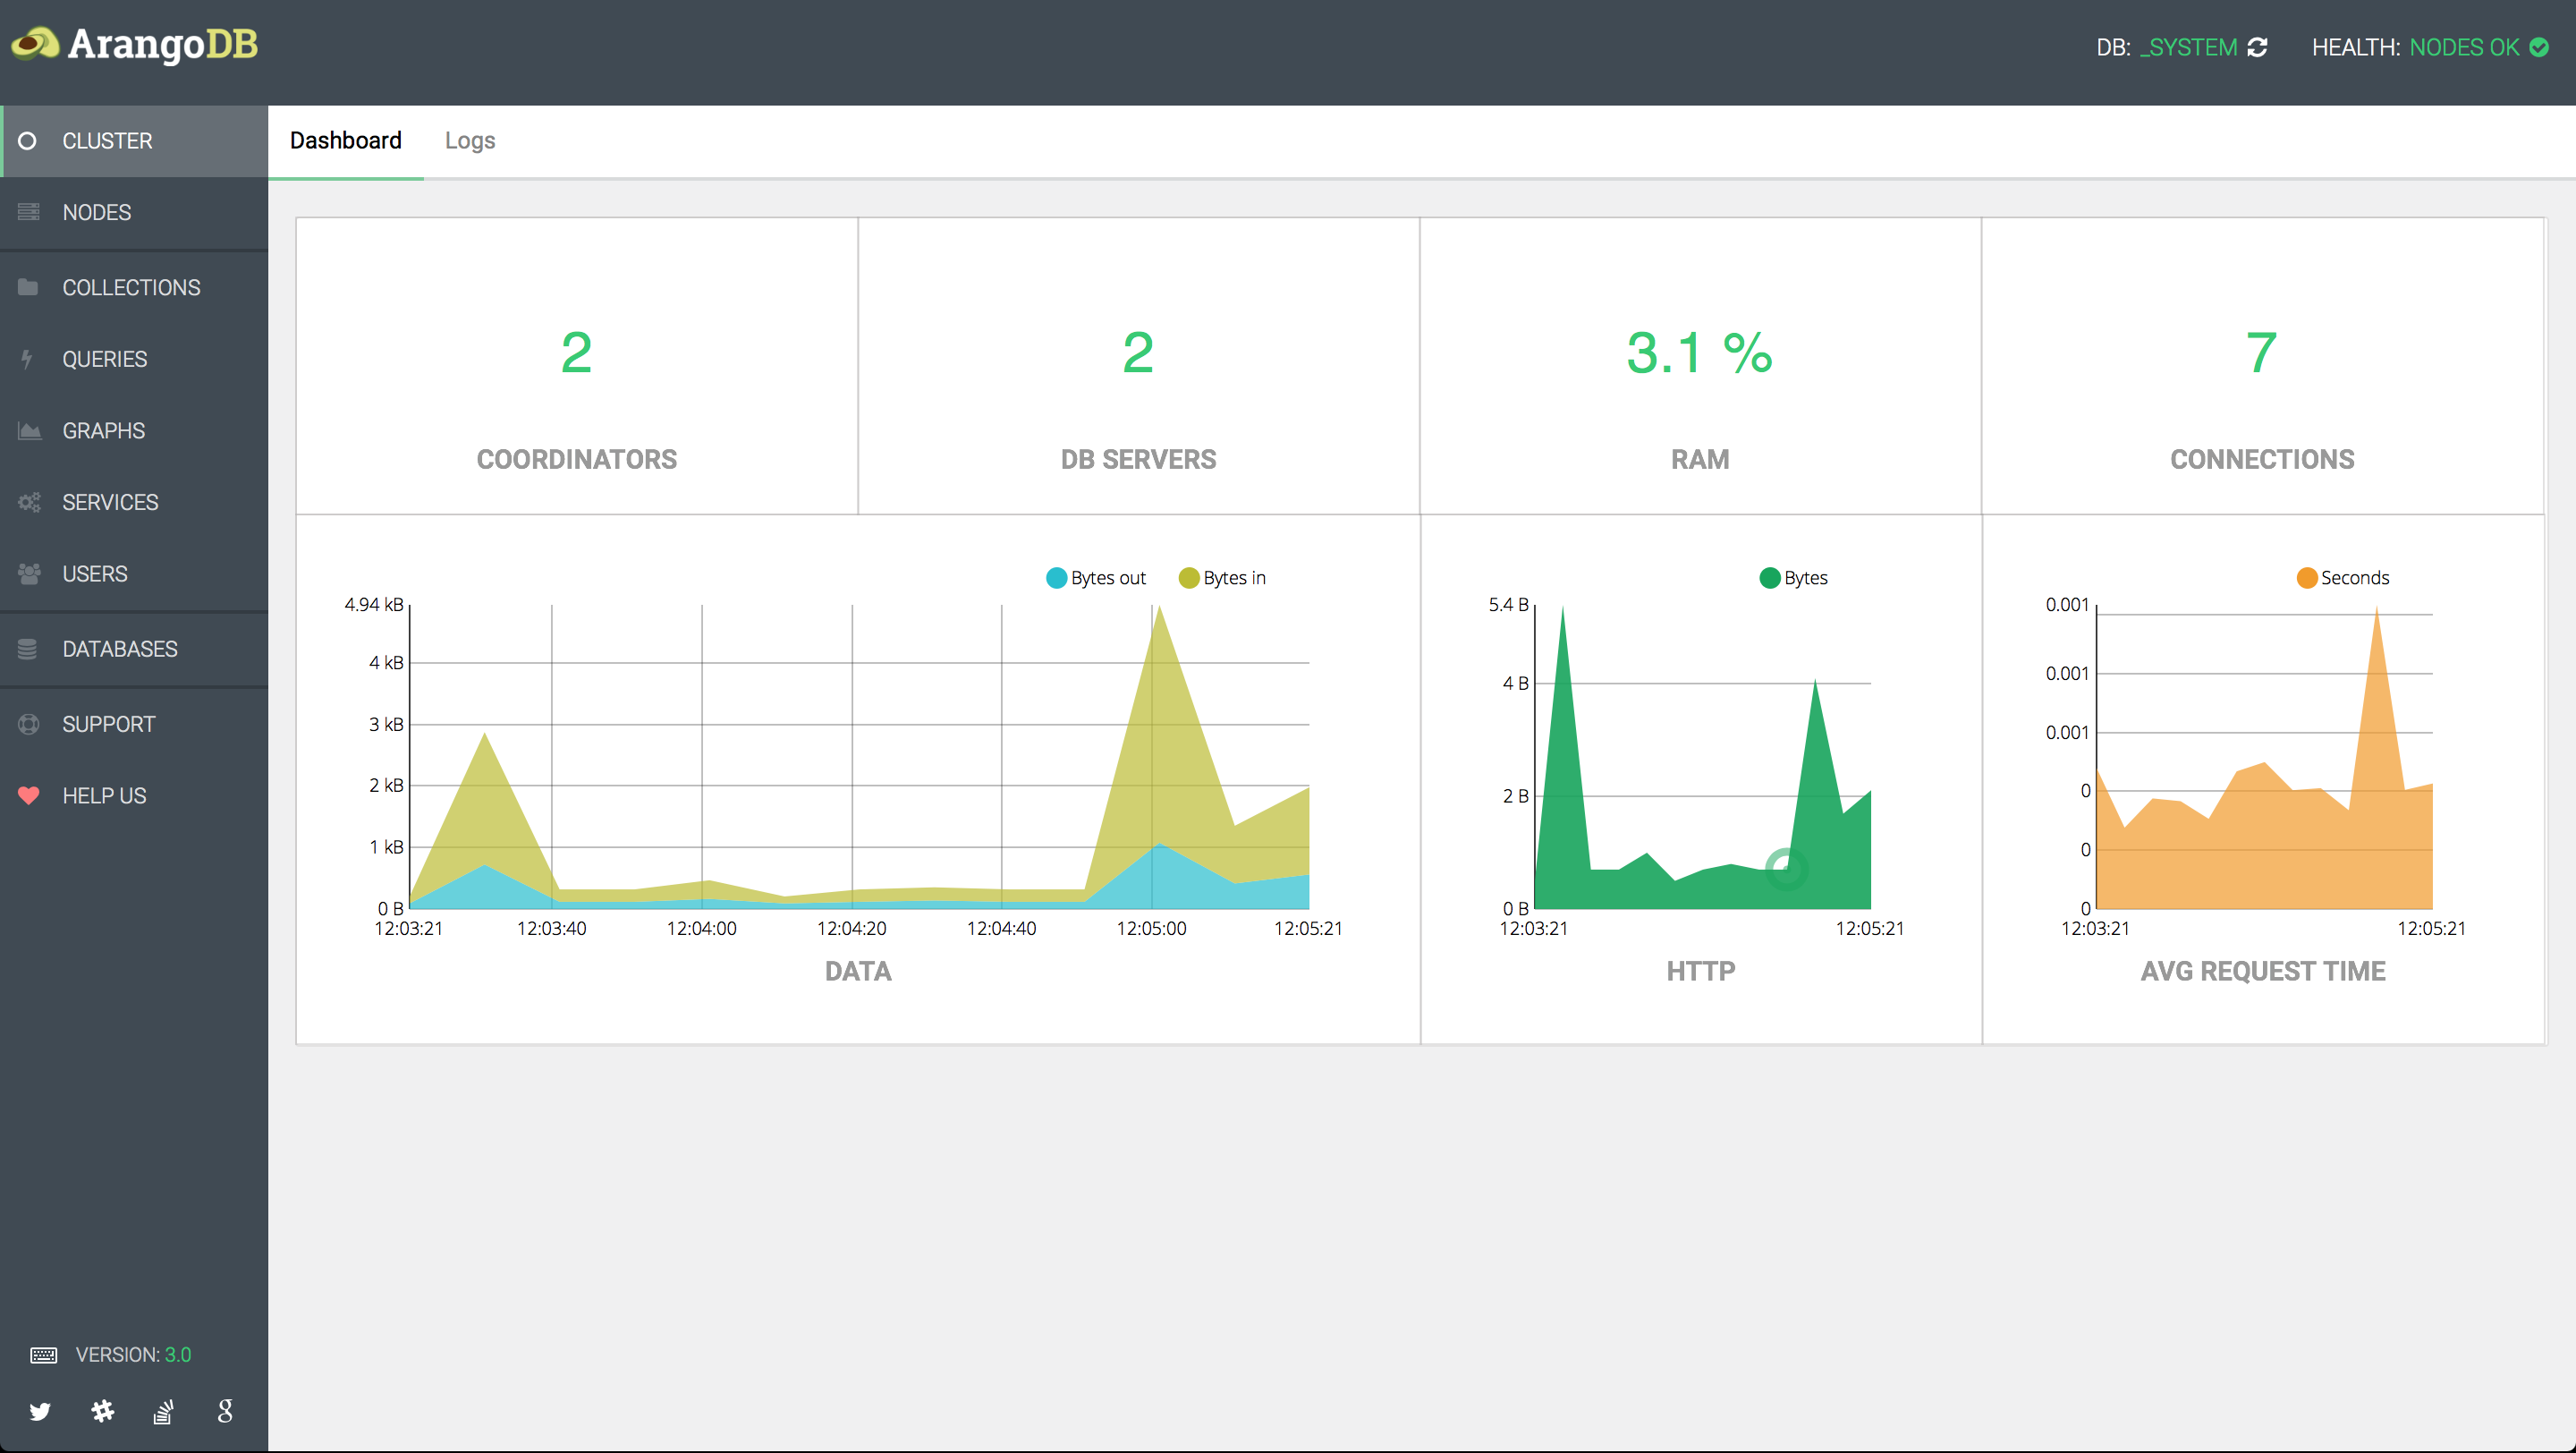 ArangoDB
DB: _SYSTEM HEALTH: NODES OK
CLUSTER
NODES
COLLECTIONS
QUERIES
GRAPHS
SERVICES
USERS
DATABASES
SUPPORT
HELP US
VERSION: 3.0
Dashboard Logs
2
COORDINATORS
2
DB SERVERS
3.1 %
RAM
7
CONNECTIONS
Bytes out Bytes in
4.94 kB
4 kB
3 kB
2 kB
1 kB
0 B
12:03:21 12:03:40 12:04:00 12:04:20 12:04:40 12:05:00 12:05:21
DATA
Bytes
5.4 B
4 B
2 B
0 B
12:03:21 12:05:21
HTTP
Seconds
0.001
0.001
0.001
0
0
0
12:03:21 12:05:21
AVG REQUEST TIME